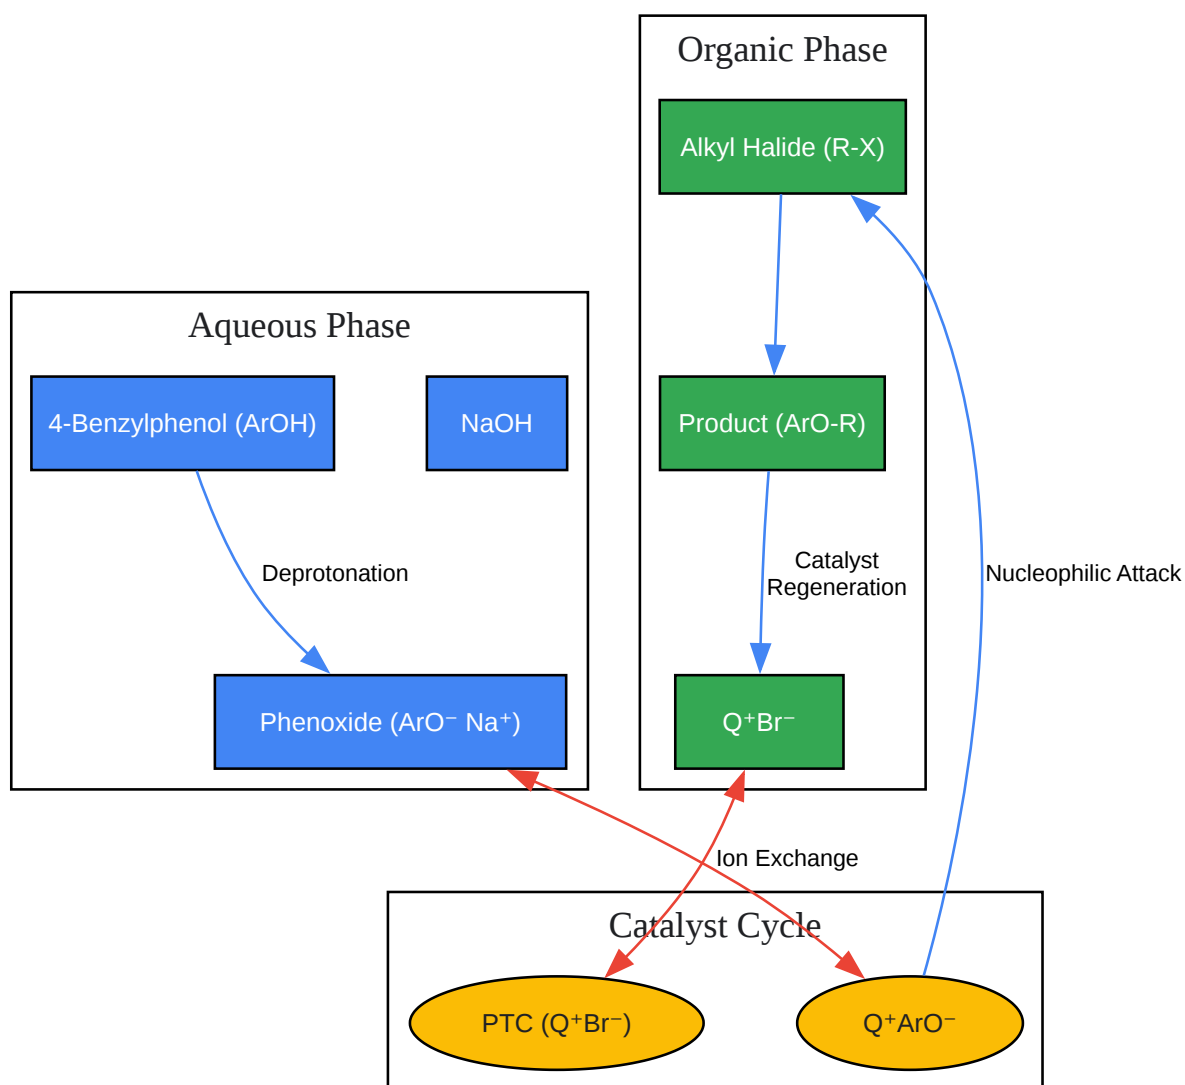 Organic Phase
Alkyl Halide (R-X)
Aqueous Phase
4-Benzylphenol (ArOH)
NaOH
Product (ArO-R)
Deprotonation
Catalyst
Regeneration
Nucleophilic Attack
Phenoxide (ArO⁻ Na⁺)
Q⁺Br⁻
Ion Exchange
Catalyst Cycle
PTC (Q⁺Br⁻)
Q⁺ArO⁻